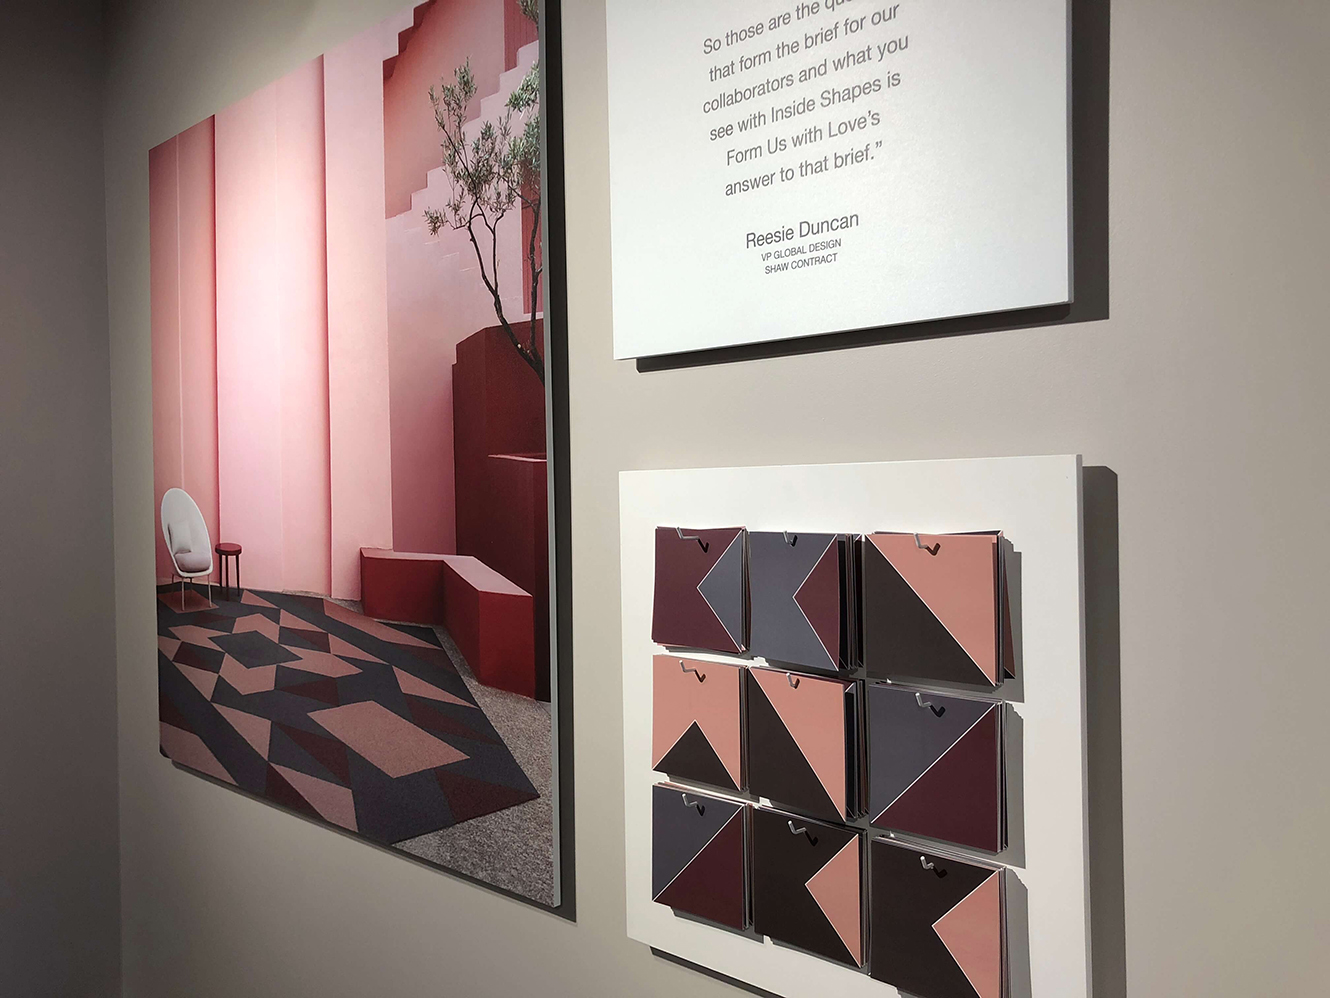 So those are the
that form the brief for our
collaborators and what you
see with Inside Shapes is
Form Us with Love’s
answer to that brief.”
Reesie Duncan
VP GLOBAL DESIGN
SHAW CONTRACT